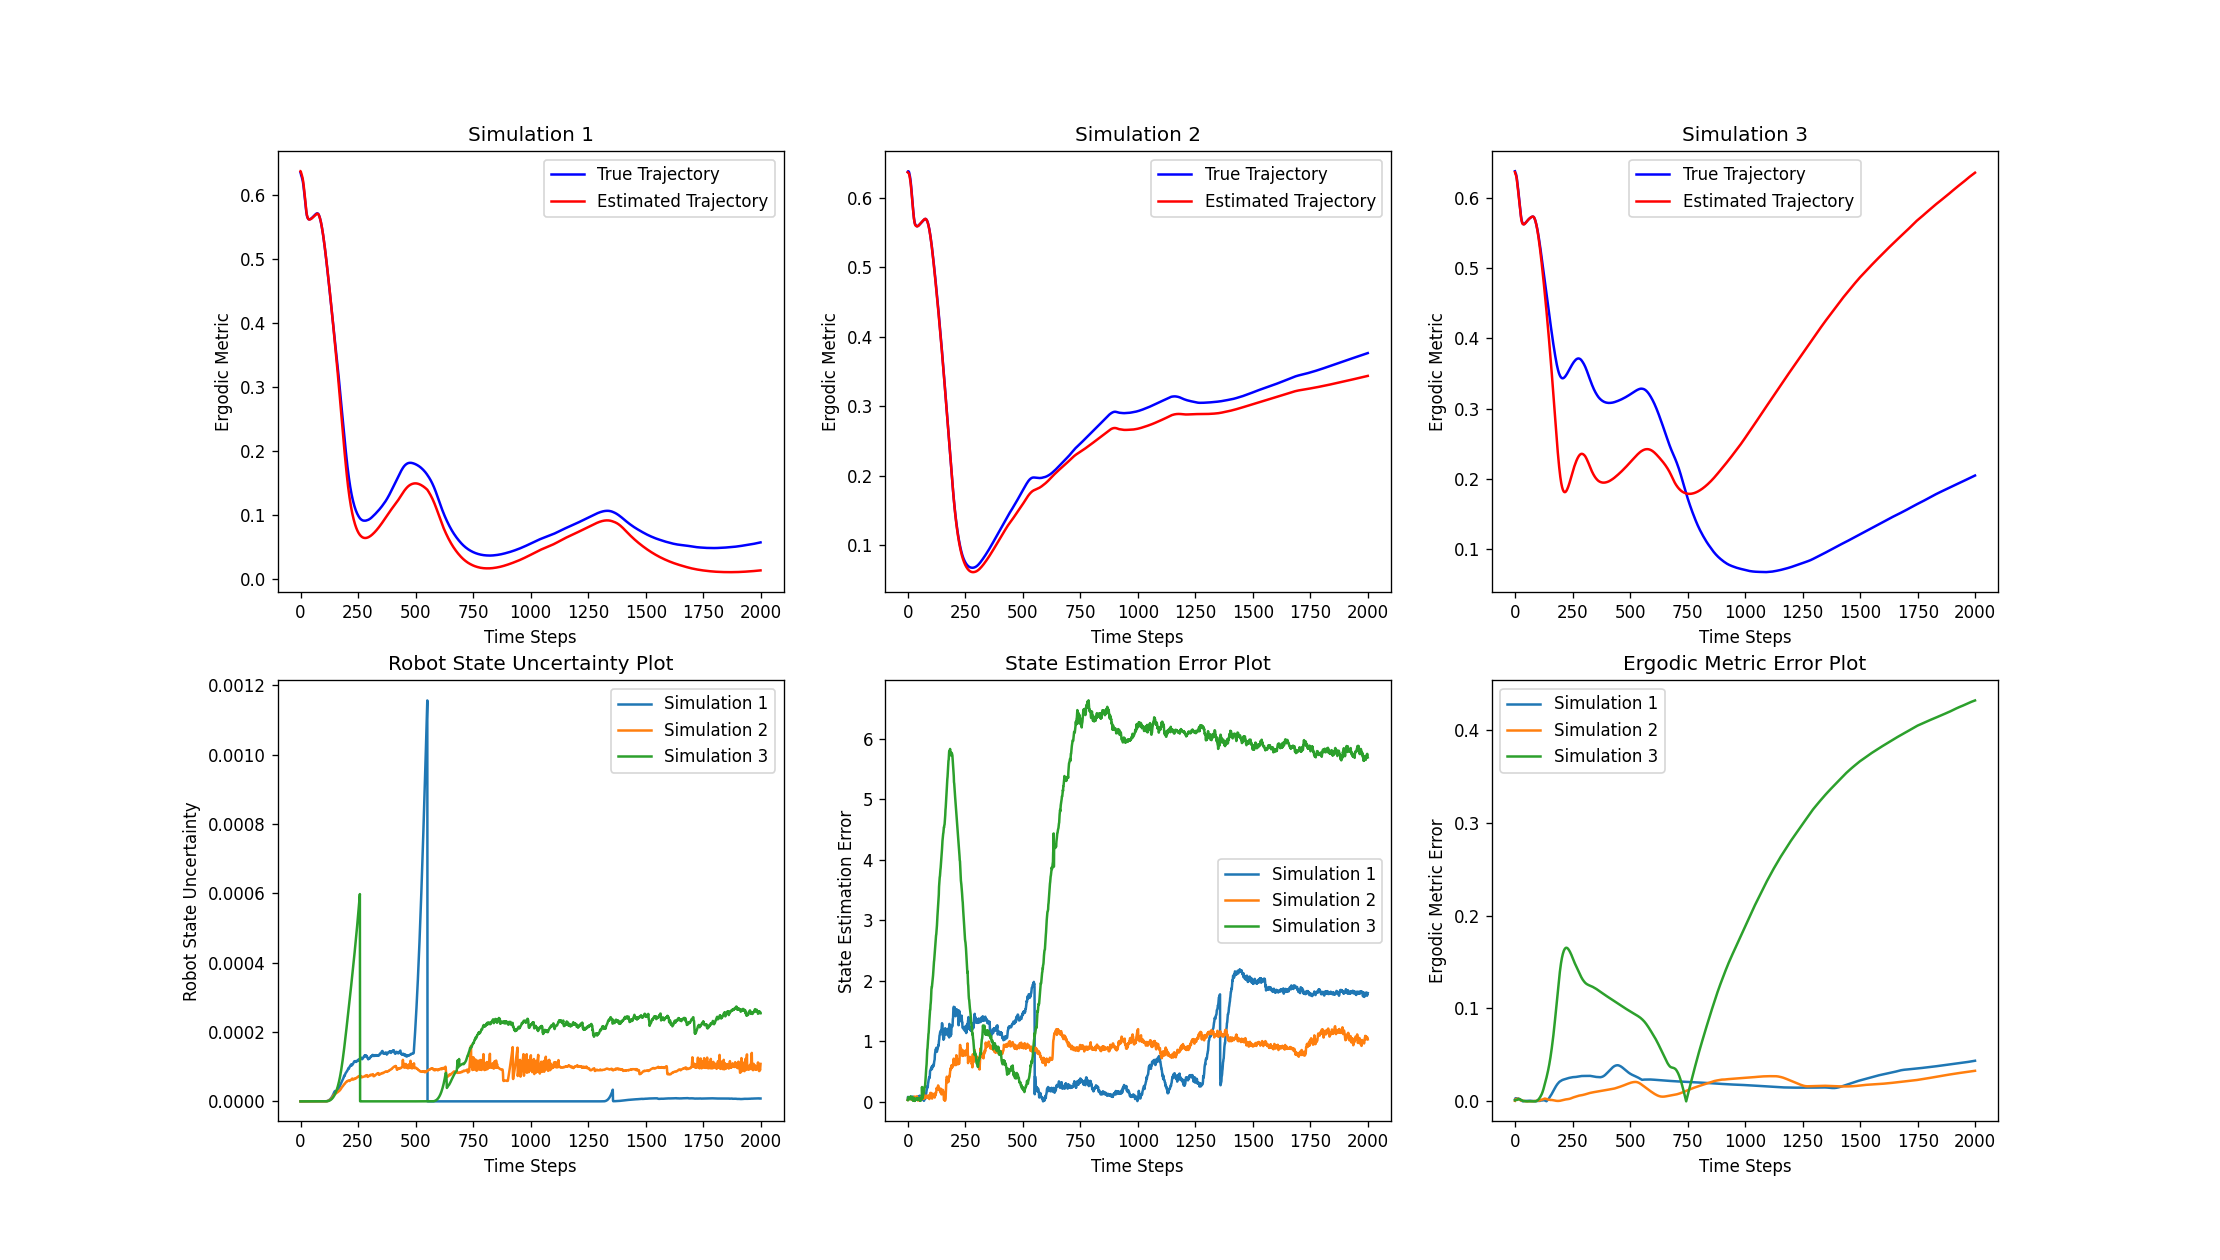 Simulation 1
Ergodic Metric
0.6
0.5
0.4
0.3
0.2
0.1
0.0
True Trajectory
Estimated Trajectory
0 250 500 750 1000 1250 1500 1750 2000
Time Steps
Simulation 2
Ergodic Metric
0.6
0.5
0.4
0.3
0.2
0.1
True Trajectory
Estimated Trajectory
0 250 500 750 1000 1250 1500 1750 2000
Time Steps
Simulation 3
Ergodic Metric
0.6
0.5
0.4
0.3
0.2
0.1
True Trajectory
Estimated Trajectory
0 250 500 750 1000 1250 1500 1750 2000
Time Steps
Robot State Uncertainty Plot
Robot State Uncertainty
0.0012
0.0010
0.0008
0.0006
0.0004
0.0002
0.0000
Simulation 1
Simulation 2
Simulation 3
0 250 500 750 1000 1250 1500 1750 2000
Time Steps
State Estimation Error Plot
State Estimation Error
6
5
4
3
2
1
0
Simulation 1
Simulation 2
Simulation 3
0 250 500 750 1000 1250 1500 1750 2000
Time Steps
Ergodic Metric Error Plot
Ergodic Metric Error
0.4
0.3
0.2
0.1
0.0
Simulation 1
Simulation 2
Simulation 3
0 250 500 750 1000 1250 1500 1750 2000
Time Steps